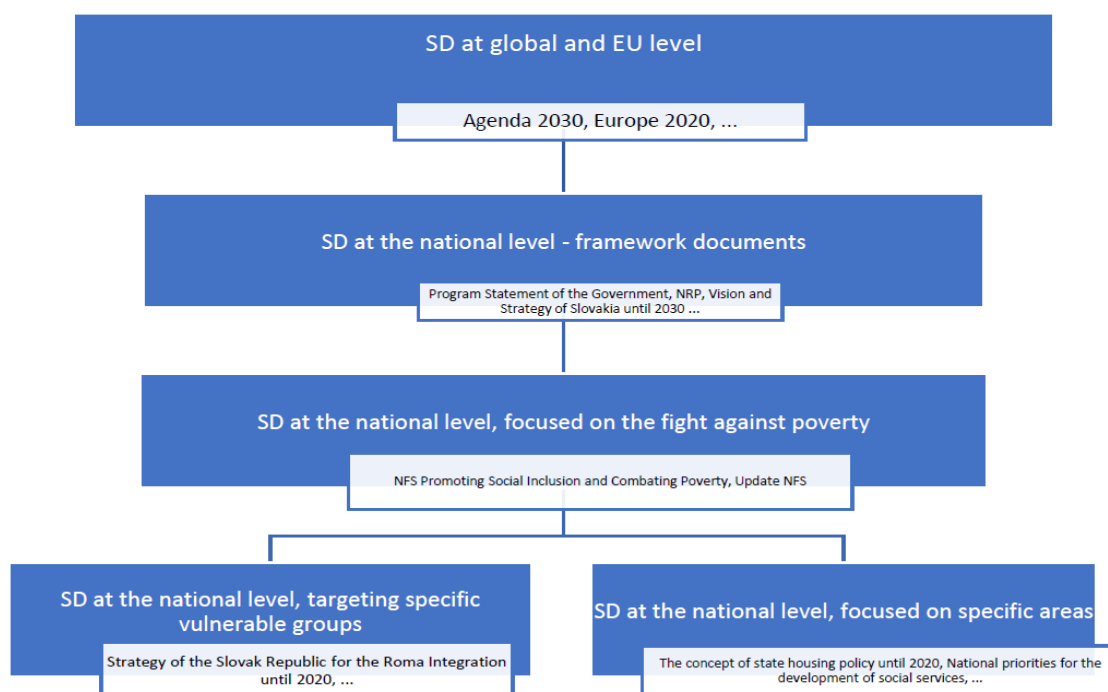 SD at global and EU level
Agenda 2030, Europe 2020, ...
SD at the national level - framework documents
Program Statement of the Government, NRP, Vision and
Strategy of Slovakia until 2030 ...
SD at the national level, focused on the fight against poverty
NFS Promoting Social Inclusion and Combating Poverty, Update NFS
SD at the national level, targeting specific
vulnerable groups
Strategy of the Slovak Republic for the Roma Integration
until 2020, ...
SD at the national level, focused on specific areas
The concept of state housing policy until 2020, National priorities for the
development of social services, ...